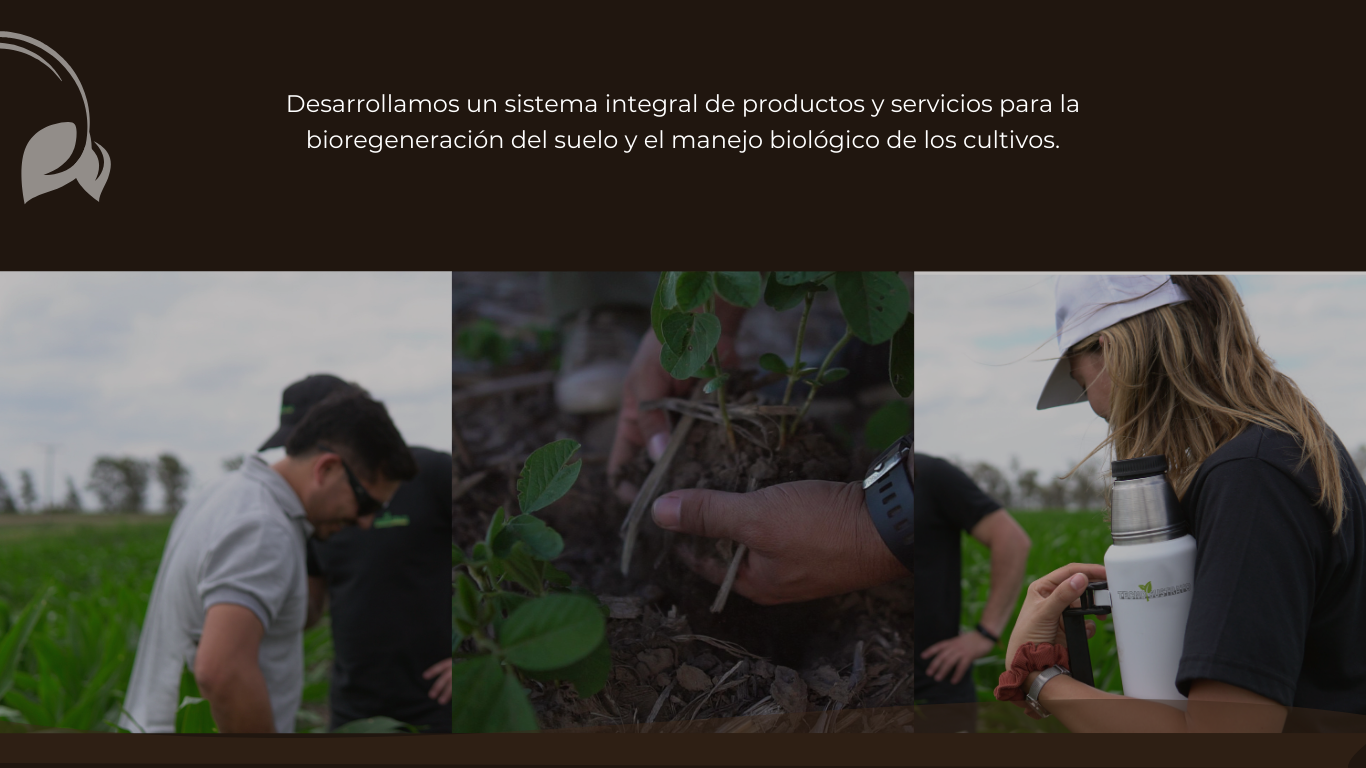 Desarrollamos un sistema integral de productos y servicios para la
bioregeneración del suelo y el manejo biológico de los cultivos.